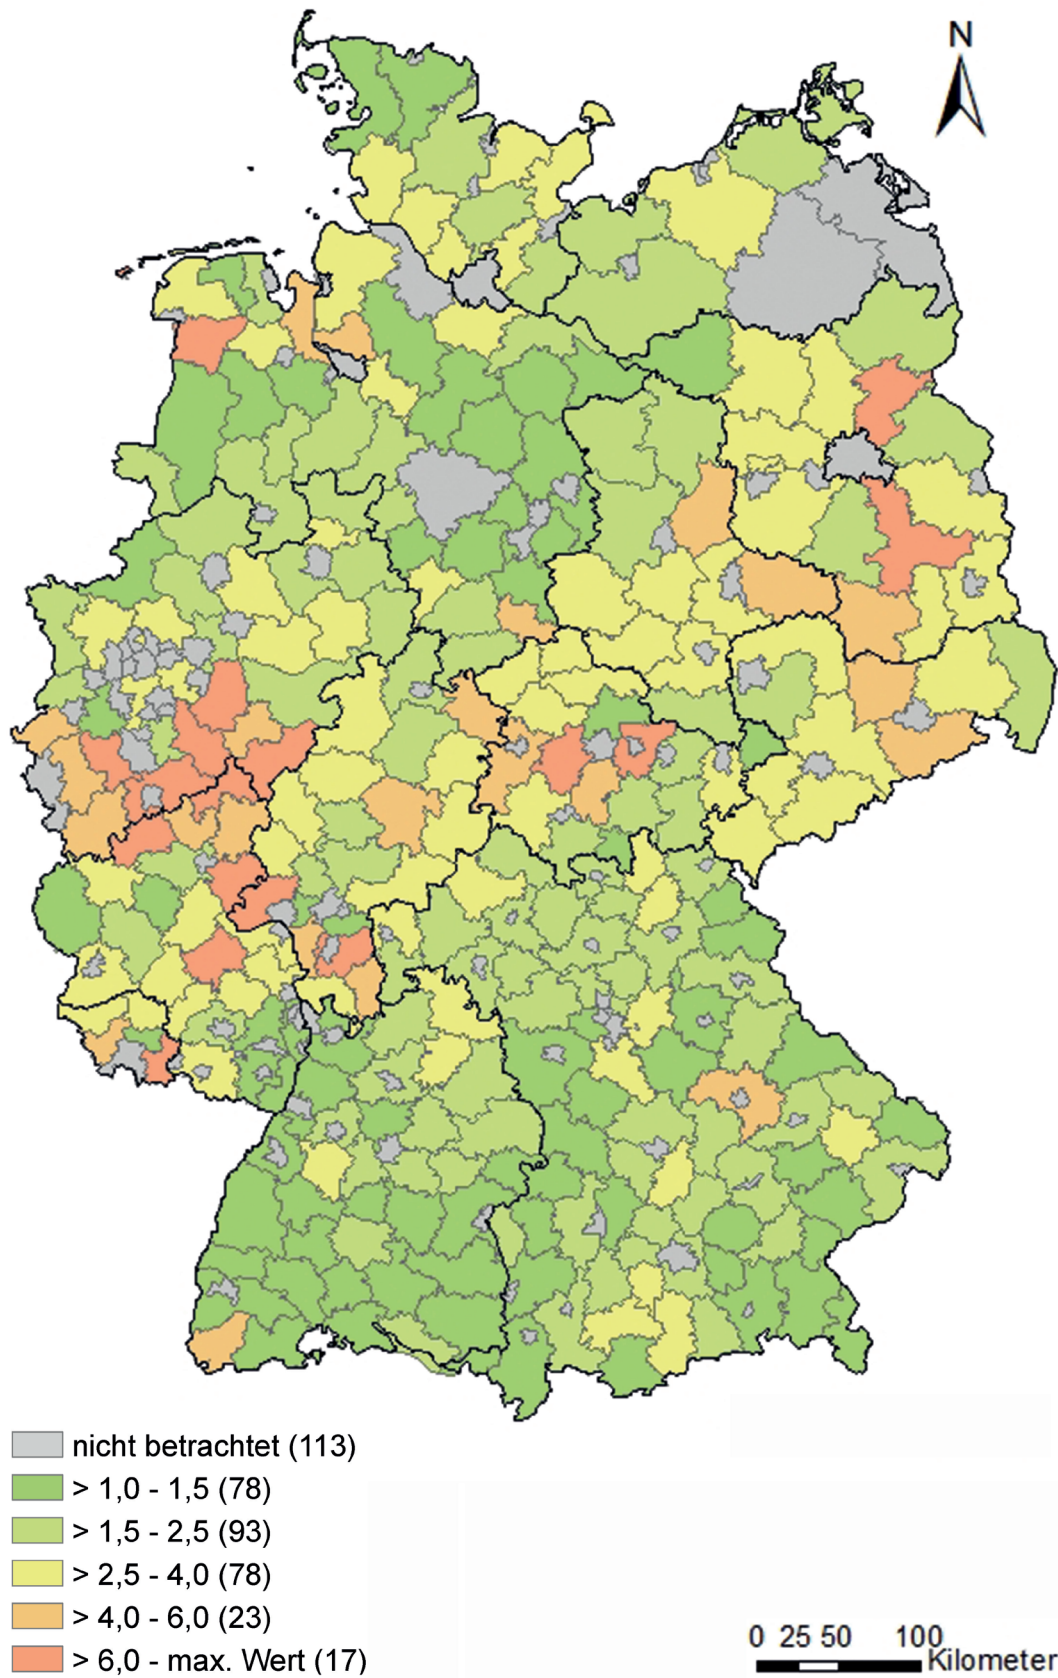 N
nicht betrachtet (113)
> 1,0 - 1,5 (78)
> 1,5 - 2,5 (93)
> 2,5 - 4,0 (78)
> 4,0 - 6,0 (23)
> 6,0 - max. Wert (17)
0 25 50 100
Kilometer